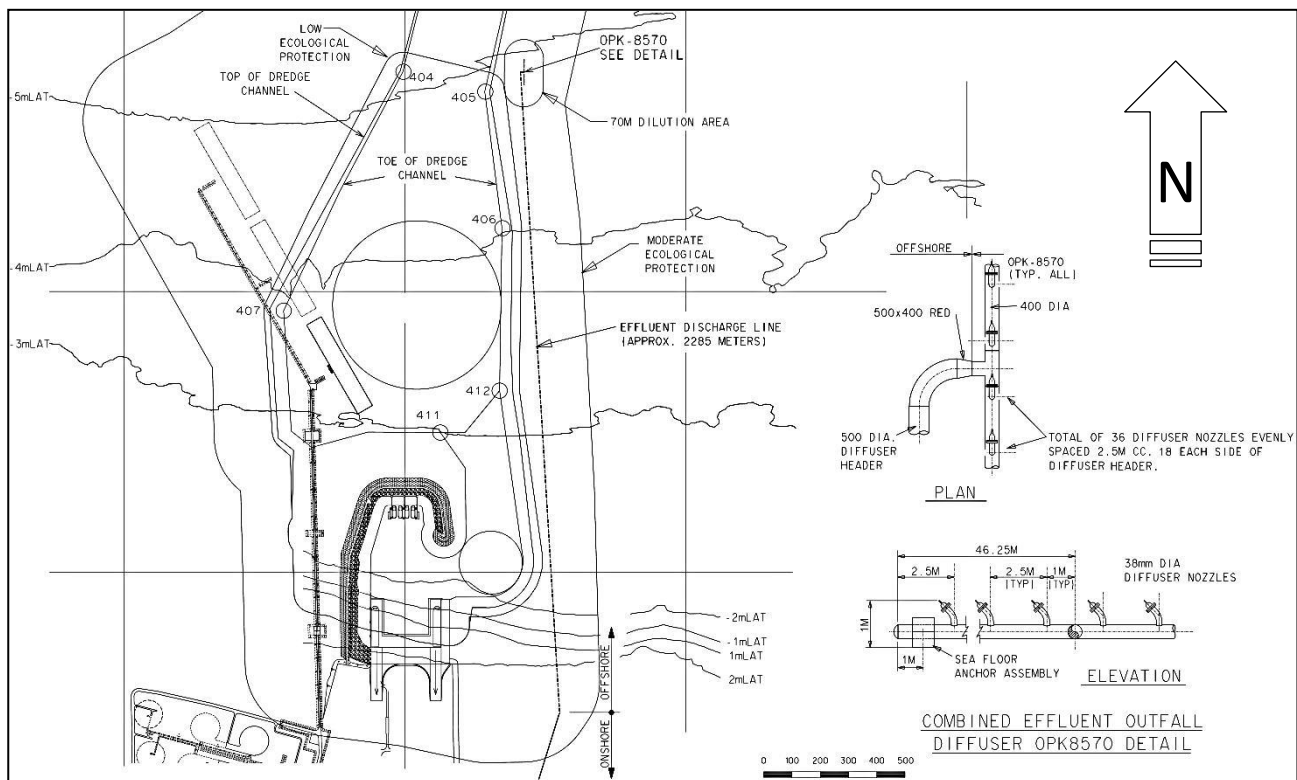 LOW
ECOLOGICAL
PROTECTION
OPK-8570
SEE DETAIL
TOP OF DREDGE
CHANNEL
404
405
-5mLAT
70M DILUTION AREA
TOE OF DREDGE
CHANNEL
406
MODERATE
ECOLOGICAL
PROTECTION
-4mLAT
407
EFFLUENT DISCHARGE LINE
(APPROX. 2285 METERS)
-3mLAT
412
411
-2mLAT
-1mLAT
1mLAT
2mLAT
OFFSHORE
ONSHORE
0 100 200 300 400 500
N
OFFSHORE
OPK-8570
(TYP. ALL)
400 DIA
500x400 RED
500 DIA.
DIFFUSER
HEADER
TOTAL OF 36 DIFFUSER NOZZLES EVENLY
SPACED 2.5M CC. 18 EACH SIDE OF
DIFFUSER HEADER.
PLAN
46.25M
2.5M
2.5M
(TYP)
1M
(TYP)
38mm DIA
DIFFUSER NOZZLES
1M
1M
SEA FLOOR
ANCHOR ASSEMBLY
ELEVATION
COMBINED EFFLUENT OUTFALL
DIFFUSER OPK8570 DETAIL